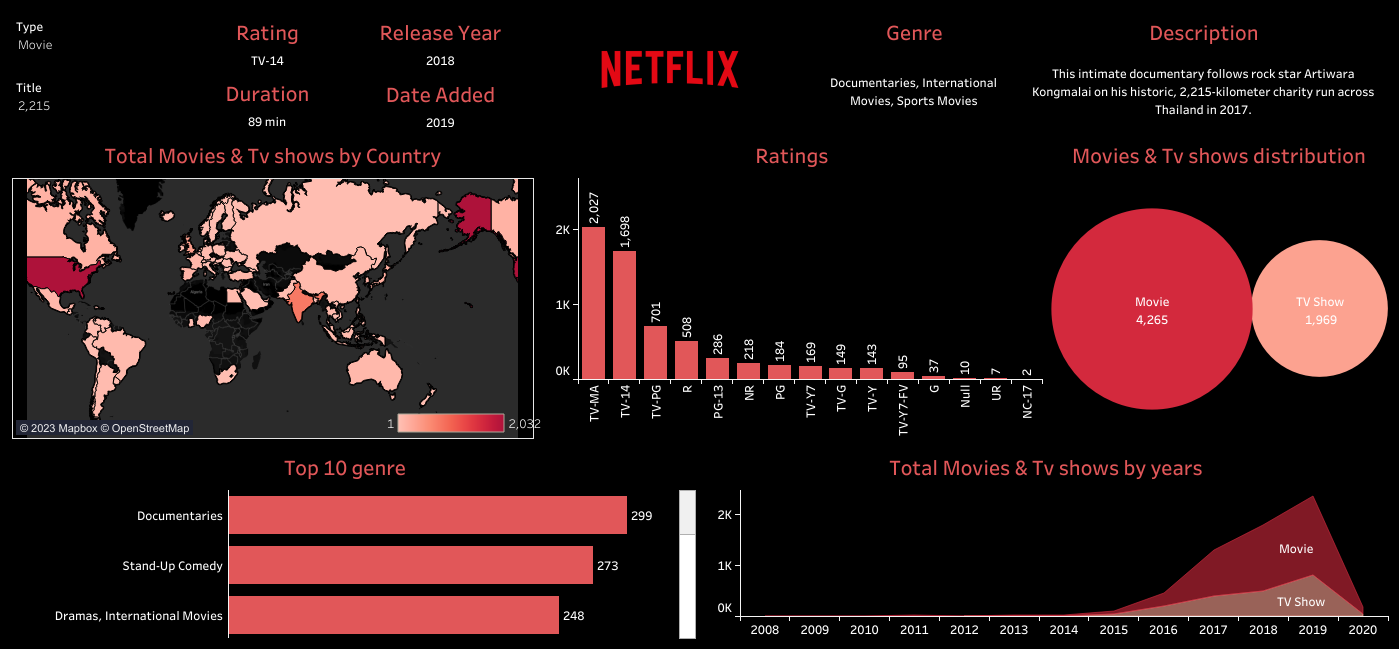 Type
Movie
Title
2,215
Rating
TV-14
Duration
89 min
Release Year
2018
Date Added
2019
NETFLIX
Genre
Documentaries, International
Movies, Sports Movies
Description
This intimate documentary follows rock star Artiwara
Kongmalai on his historic, 2,215-kilometer charity run across
Thailand in 2017.
Total Movies & Tv shows by Country
1
2,032
© 2023 Mapbox © OpenStreetMap
Ratings
2K
1K
0K
2,027
1,698
701
508
286
218
184
169
149
143
95
37
10
7
2
TV-MA
TV-14
TV-PG
R
PG-13
NR
PG
TV-Y7
TV-G
TV-Y
TV-Y7-FV
G
Null
UR
NC-17
Movies & Tv shows distribution
Movie
4,265
TV Show
1,969
Top 10 genre
Documentaries 299
Stand-Up Comedy 273
Dramas, International Movies 248
Total Movies & Tv shows by years
2K
1K
0K
Movie
TV Show
2008 2009 2010 2011 2012 2013 2014 2015 2016 2017 2018 2019 2020